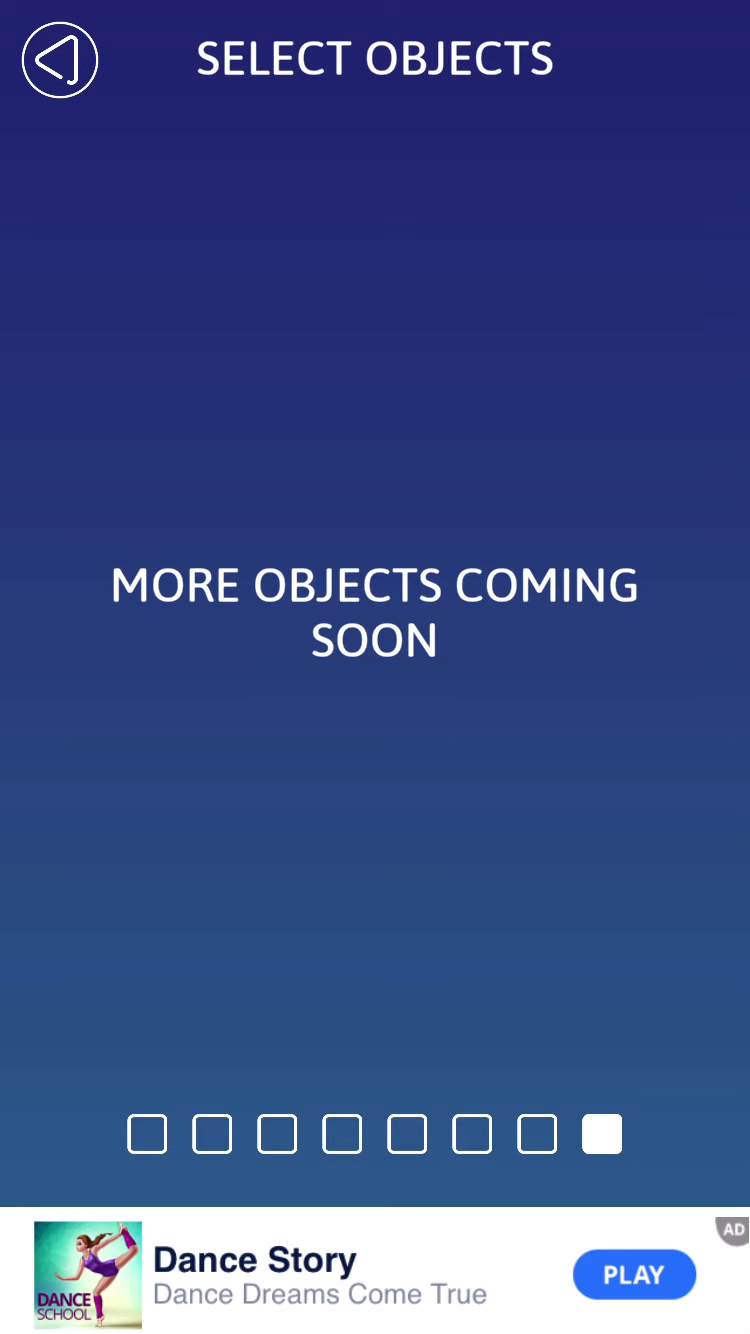 SELECT OBJECTS
MORE OBJECTS COMING
SOON
AD
Dance Story
Dance Dreams Come True
PLAY
DANCE
SCHOOL